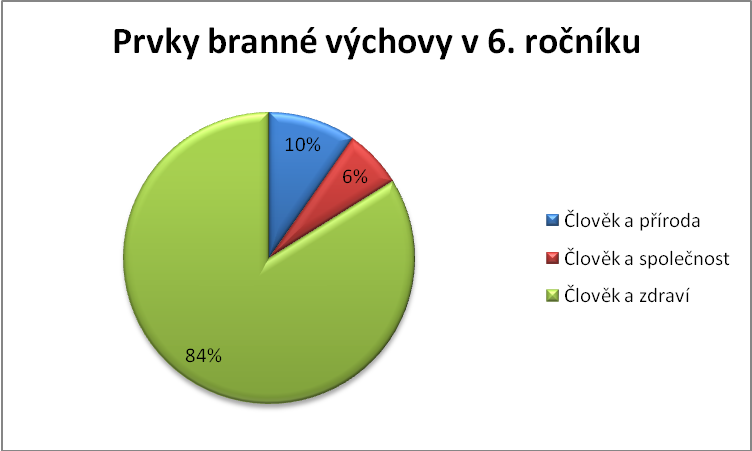 Prvky branné výchovy v 6. ročníku
10%
6%
84%
Člověk a příroda
Člověk a společnost
Člověk a zdraví